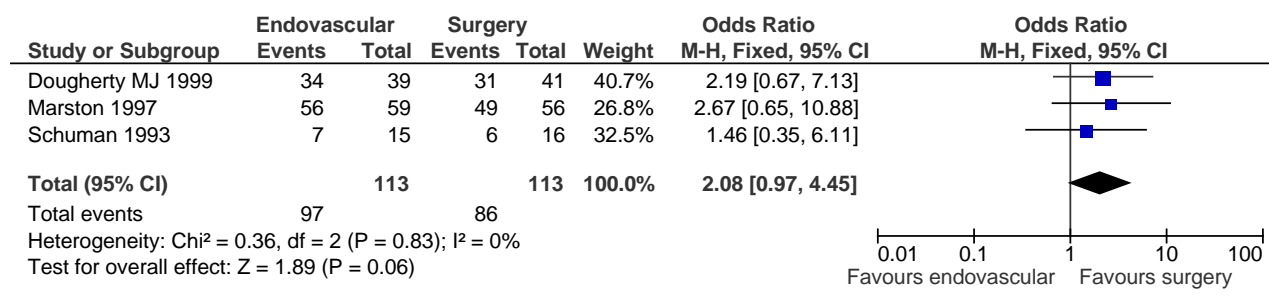 Endovascular Surgery Odds Ratio Odds Ratio
Study or Subgroup Events Total Events Total Weight M-H, Fixed, 95% CI M-H, Fixed, 95% CI
Dougherty MJ 1999 34 39 31 41 40.7% 2.19 [0.67, 7.13]
Marston 1997 56 59 49 56 26.8% 2.67 [0.65, 10.88]
Schuman 1993 7 15 6 16 32.5% 1.46 [0.35, 6.11]
Total (95% CI) 113 113 100.0% 2.08 [0.97, 4.45]
Total events 97 86
Heterogeneity: Chi² = 0.36, df = 2 (P = 0.83); I² = 0%
Test for overall effect: Z = 1.89 (P = 0.06)
0.01 0.1 1 10 100
Favours endovascular Favours surgery